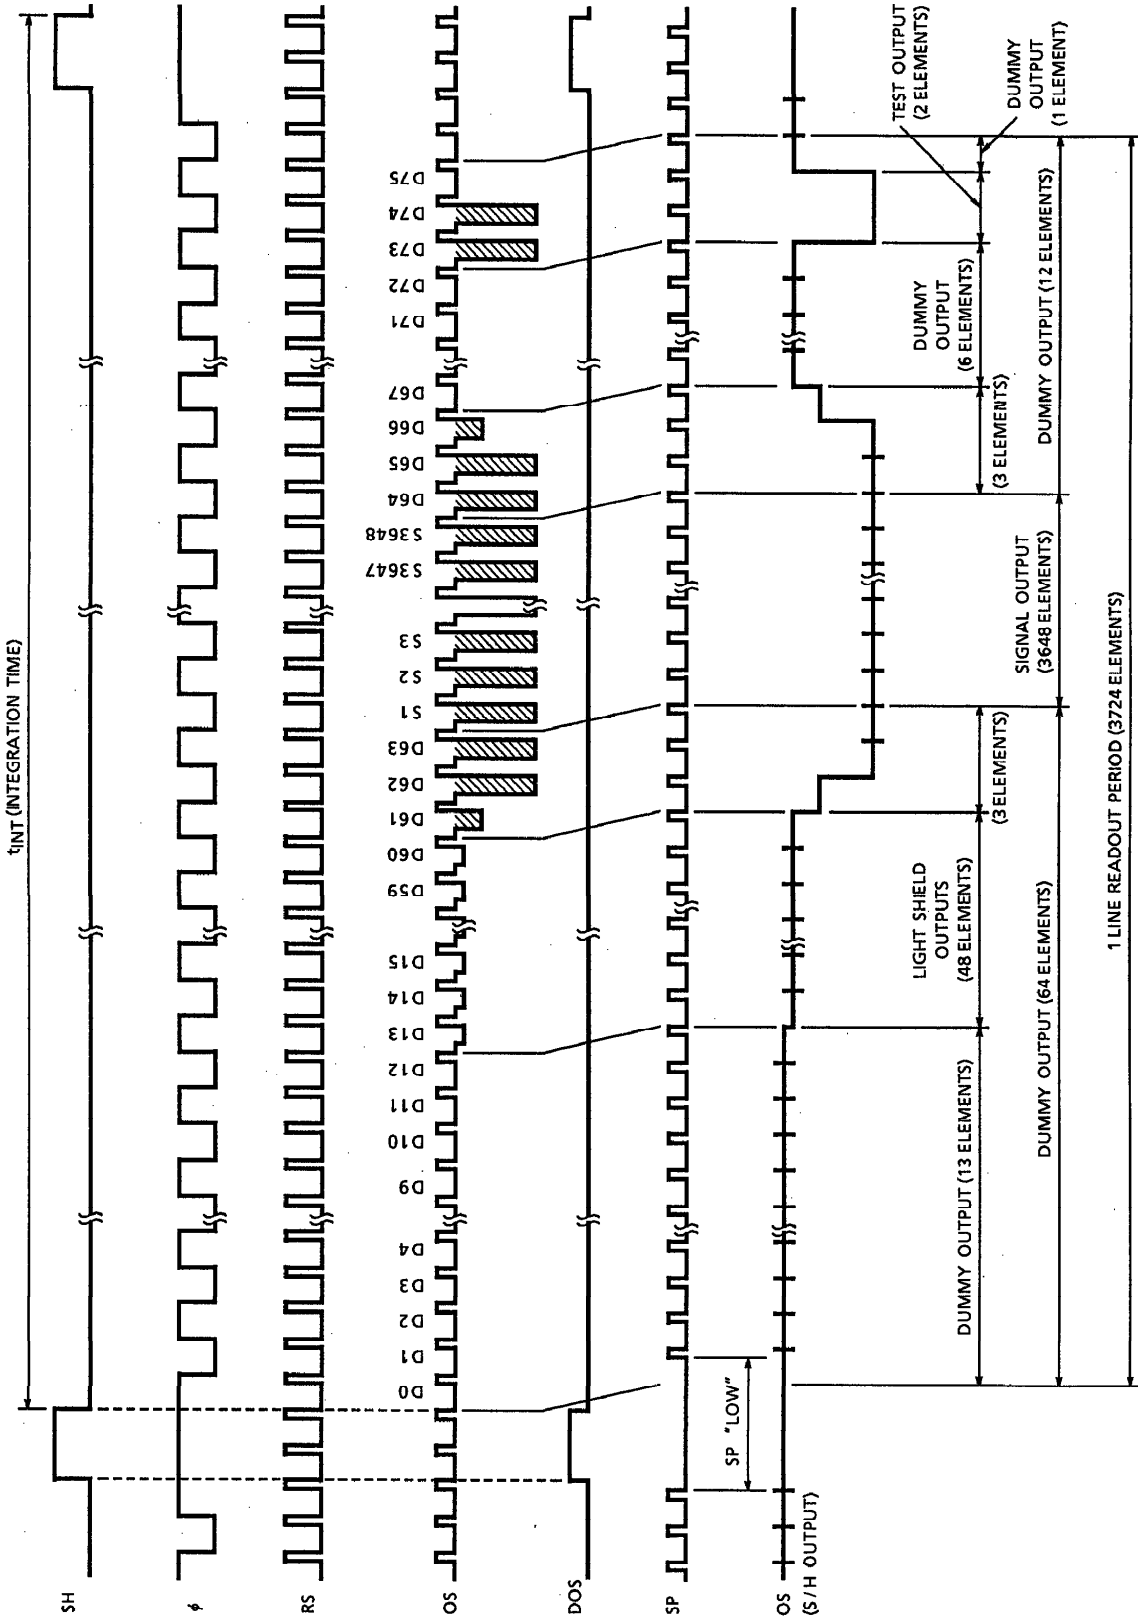 tINT (INTEGRATION TIME)
SH
φ
RS
OS
D0
D1
D2
D3
D4
D9
D10
D11
D12
D13
D14
D15
D59
D60
D61
D62
D63
S1
S2
S3
S3647
S3648
D64
D65
D66
D67
D71
D72
D73
D74
D75
DOS
SP
SP "LOW"
OS
(S / H OUTPUT)
DUMMY OUTPUT (13 ELEMENTS)
LIGHT SHIELD
OUTPUTS
(48 ELEMENTS)
(3 ELEMENTS)
(3 ELEMENTS)
DUMMY
OUTPUT
(6 ELEMENTS)
TEST OUTPUT
(2 ELEMENTS)
DUMMY
OUTPUT
(1 ELEMENT)
DUMMY OUTPUT (64 ELEMENTS)
SIGNAL OUTPUT
(3648 ELEMENTS)
DUMMY OUTPUT (12 ELEMENTS)
1 LINE READOUT PERIOD (3724 ELEMENTS)